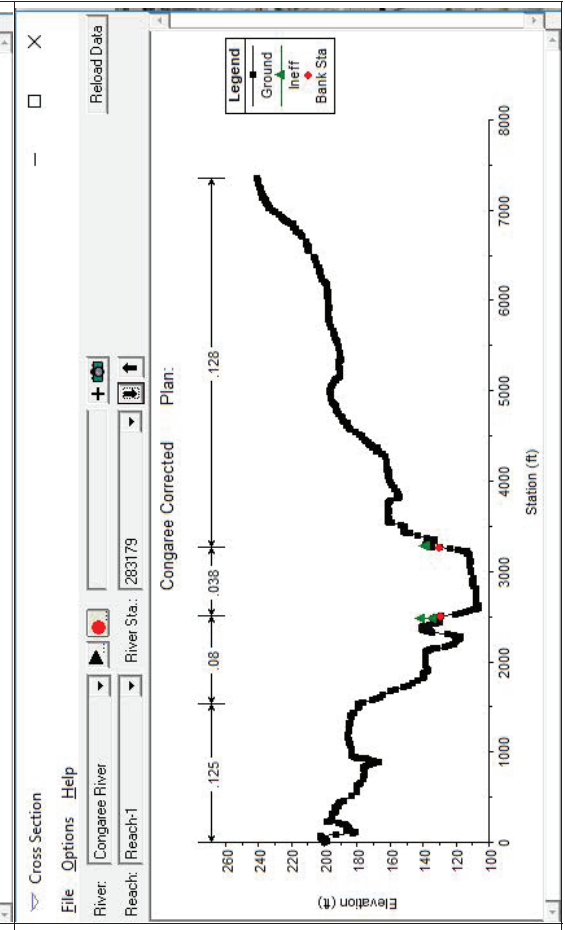 Cross Section
File Options Help
River: Congaree River
Reload Data
Reach: Reach-1 River Sta.: 283179
Congaree Corrected Plan:
.125 .08 .038 .128
Legend
Ground
Ineff
Bank Sta
Elevation (ft)
260
240
220
200
180
160
140
120
100
0 1000 2000 3000 4000 5000 6000 7000 8000
Station (ft)